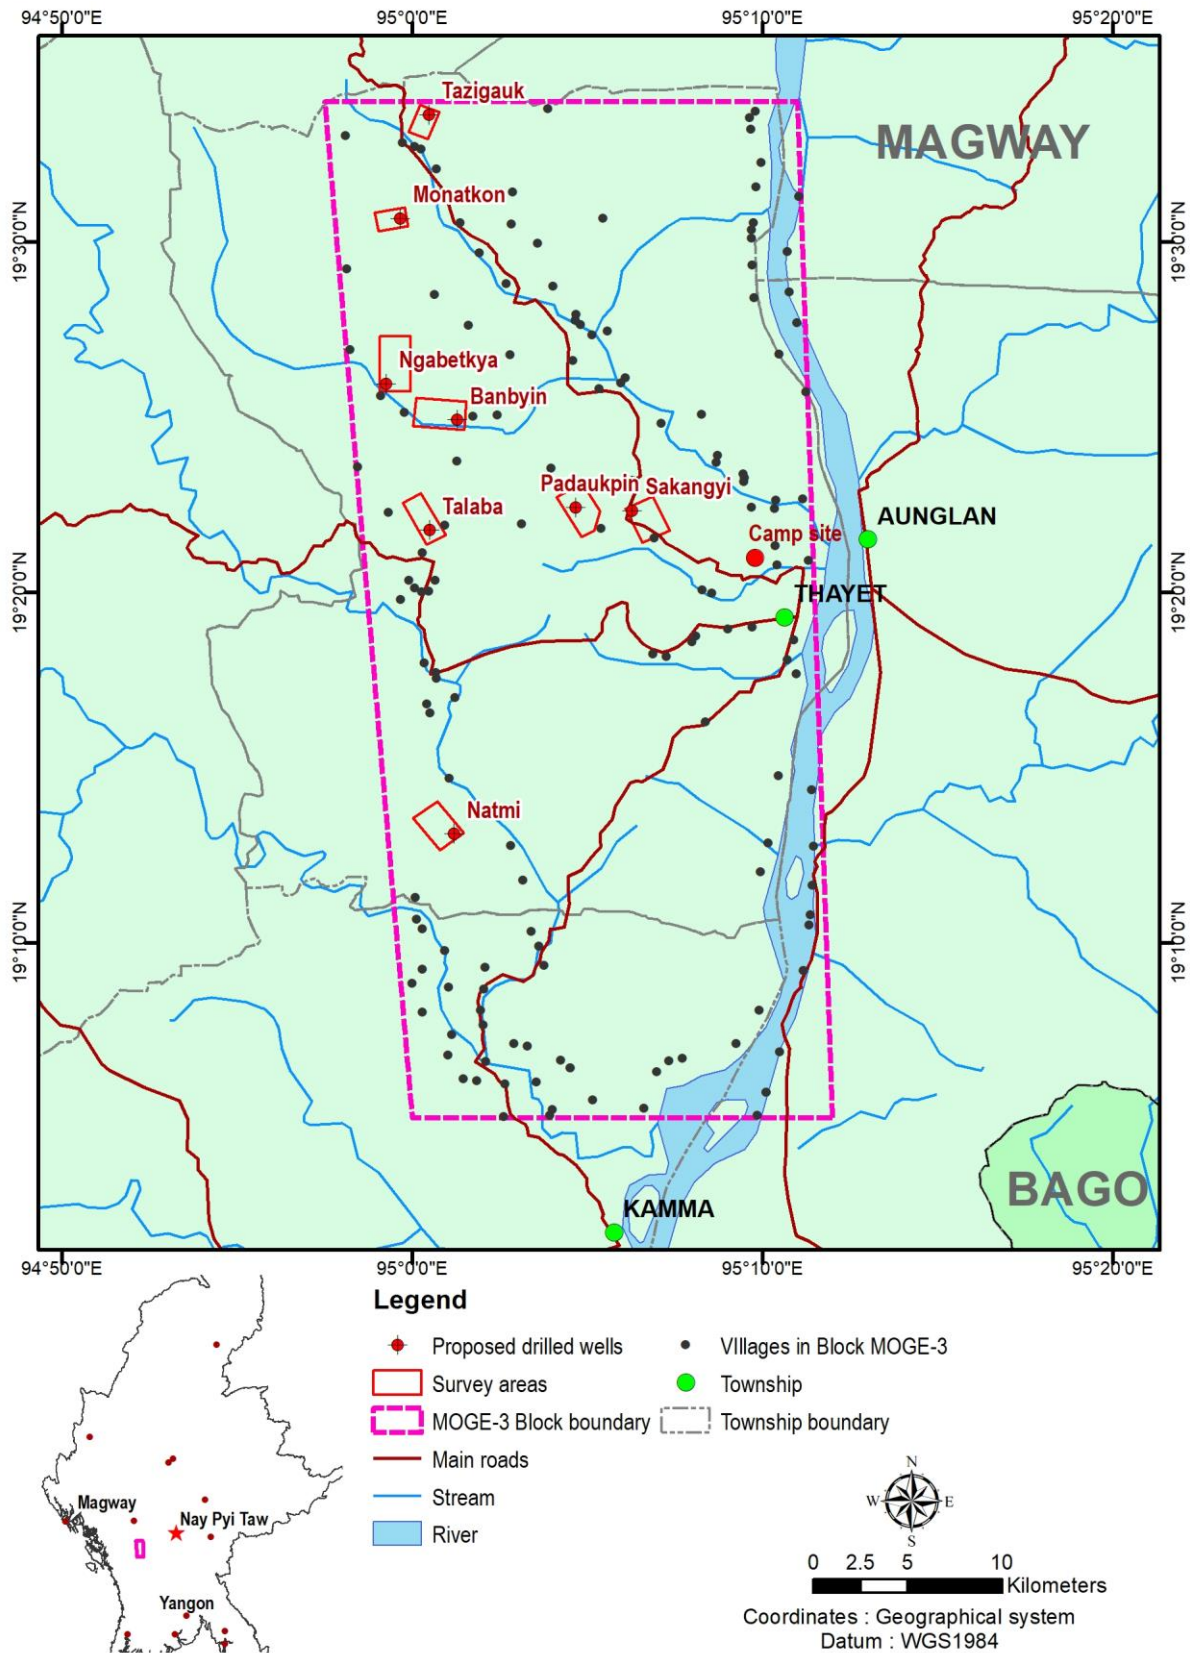 94°50'0"E 95°0'0"E 95°10'0"E 95°20'0"E
Tazigauk
MAGWAY
Monatkon
19°30'0"N 19°30'0"N
Ngabetkya
Banbyin
Padaukpin Sakangyi
Talaba
AUNGLAN
Camp site
19°20'0"N 19°20'0"N
THAYET
Natmi
19°10'0"N 19°10'0"N
BAGO
KAMMA
94°50'0"E 95°0'0"E 95°10'0"E 95°20'0"E
Legend
Proposed drilled wells
VIllages in Block MOGE-3
Survey areas
Township
MOGE-3 Block boundary
Township boundary
Main roads
Stream
River
Magway
Nay Pyi Taw
Yangon
N
W E
S
0 2.5 5 10
Kilometers
Coordinates : Geographical system
Datum : WGS1984